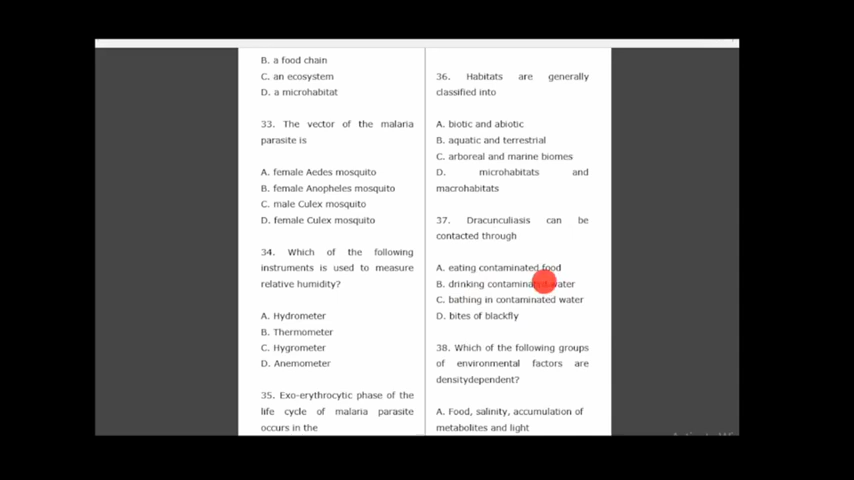 B. a food chain
C. an ecosystem
D. a microhabitat
33. The vector of the malaria
parasite is
A. female Aedes mosquito
B. female Anopheles mosquito
C. male Culex mosquito
D. female Culex mosquito
34. Which of the following
instruments is used to measure
relative humidity?
A. Hydrometer
B. Thermometer
C. Hygrometer
D. Anemometer
35. Exo-erythrocytic phase of the
life cycle of malaria parasite
occurs in the
36. Habitats are generally
classified into
A. biotic and abiotic
B. aquatic and terrestrial
C. arboreal and marine biomes
D. microhabitats and
macrohabitats
37. Dracunculiasis can be
contacted through
A. eating contaminated food
B. drinking contaminated water
C. bathing in contaminated water
D. bites of blackfly
38. Which of the following groups
of environmental factors are
densitydependent?
A. Food, salinity, accumulation of
metabolites and light